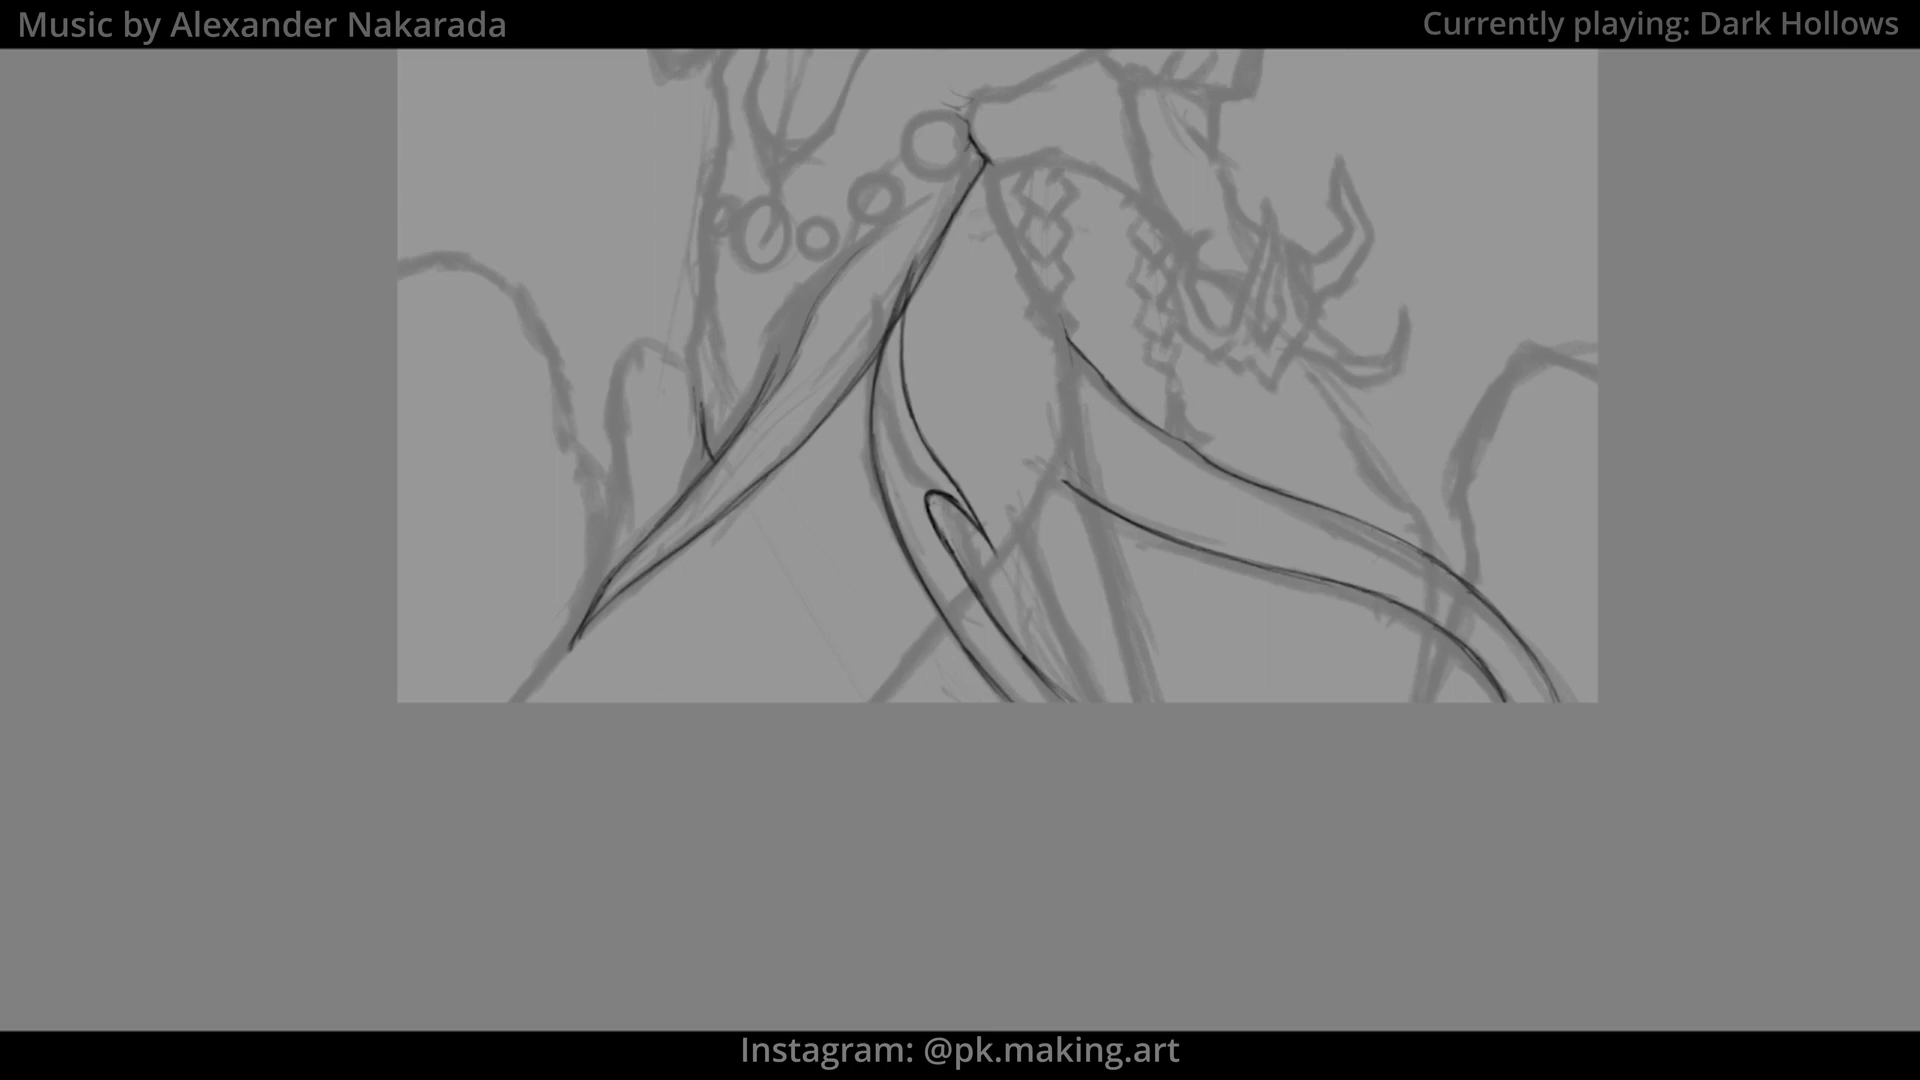 Music by Alexander Nakarada
Currently playing: Dark Hollows
Instagram: @pk.making.art